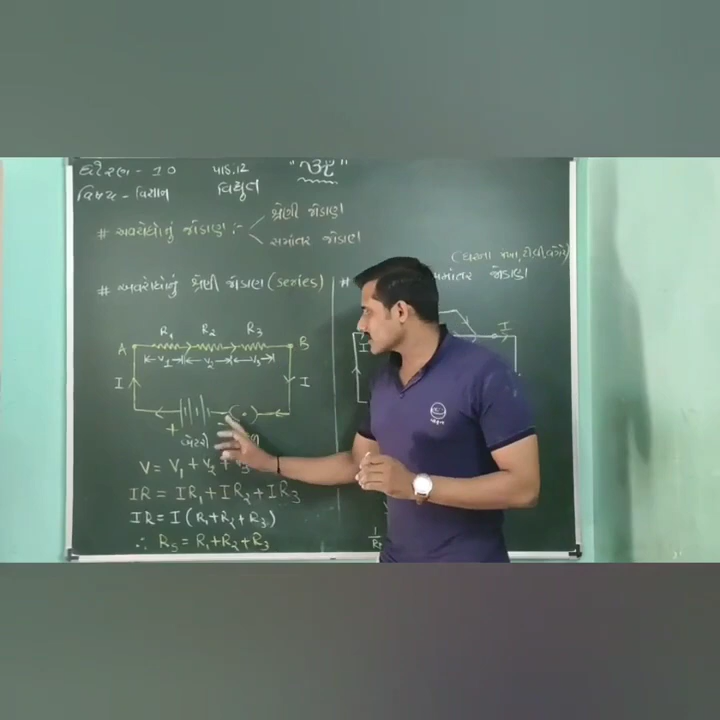 ધોરણ - 10 પાઠ.12 "ૐ"
વિષય - વિજ્ઞાન વિદ્યુત
# અવરોધોનું જોડાણ :-
શ્રેણી જોડાણ
સમાંતર જોડાણ
# અવરોધોનું શ્રેણી જોડાણ (series)
#
સમાંતર જોડાણ
R₁ R₂ R₃
A B
V₁ V₂ V₃
I I
I
+
બેટરી
V = V₁ + V₂ + V₃
IR = IR₁ + IR₂ + IR₃
IR = I (R₁ + R₂ + R₃)
∴ Rs = R₁ + R₂ + R₃